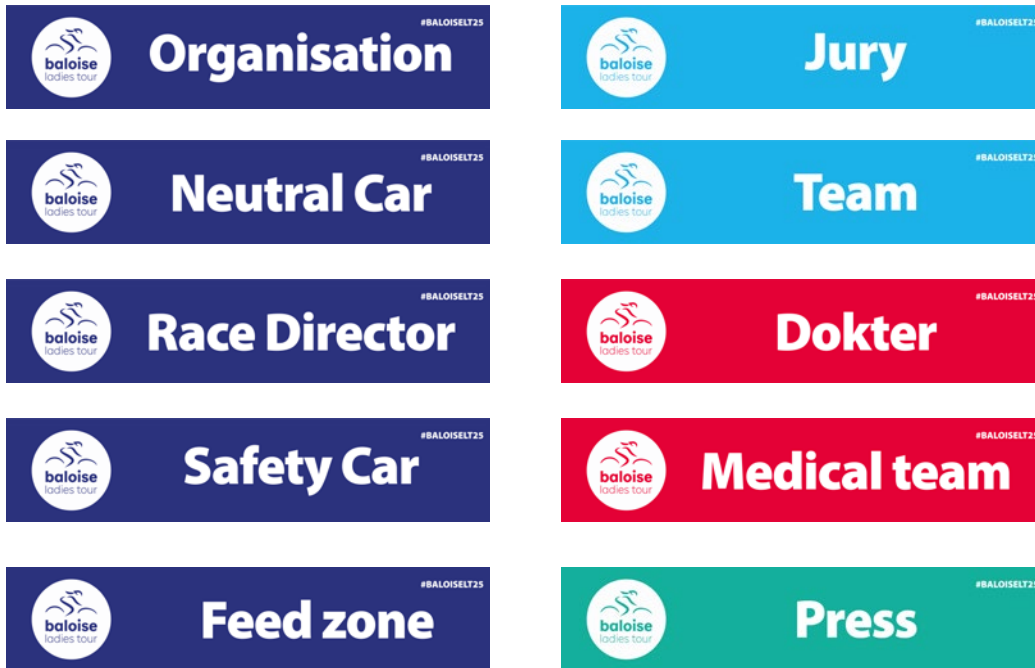 #BALOISELT25
baloise
ladies tour
Organisation
#BALOISELT25
baloise
ladies tour
Jury
#BALOISELT25
baloise
ladies tour
Neutral Car
#BALOISELT25
baloise
ladies tour
Team
#BALOISELT25
baloise
ladies tour
Race Director
#BALOISELT25
baloise
ladies tour
Dokter
#BALOISELT25
baloise
ladies tour
Safety Car
#BALOISELT25
baloise
ladies tour
Medical team
#BALOISELT25
baloise
ladies tour
Feed zone
#BALOISELT25
baloise
ladies tour
Press